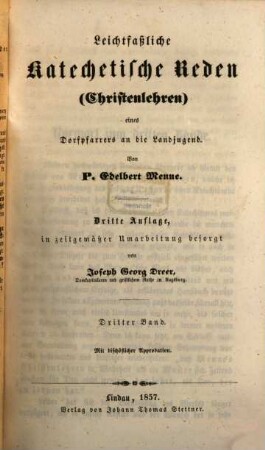 Leichtfaßliche
Katechetische Reden
(Christenlehren)
eines
Dorfpfarrers an die Landjugend.
Von
P. Edelbert Menne.
Dritte Auflage,
in zeitgemäßer Umarbeitung besorgt
von
Joseph Georg Dreer,
Domkapitularen und geistlichen Rathe in Augsburg.
Dritter Band.
Mit bischöflicher Approbation.
Lindau, 1857.
Verlag von Johann Thomas Stettner.